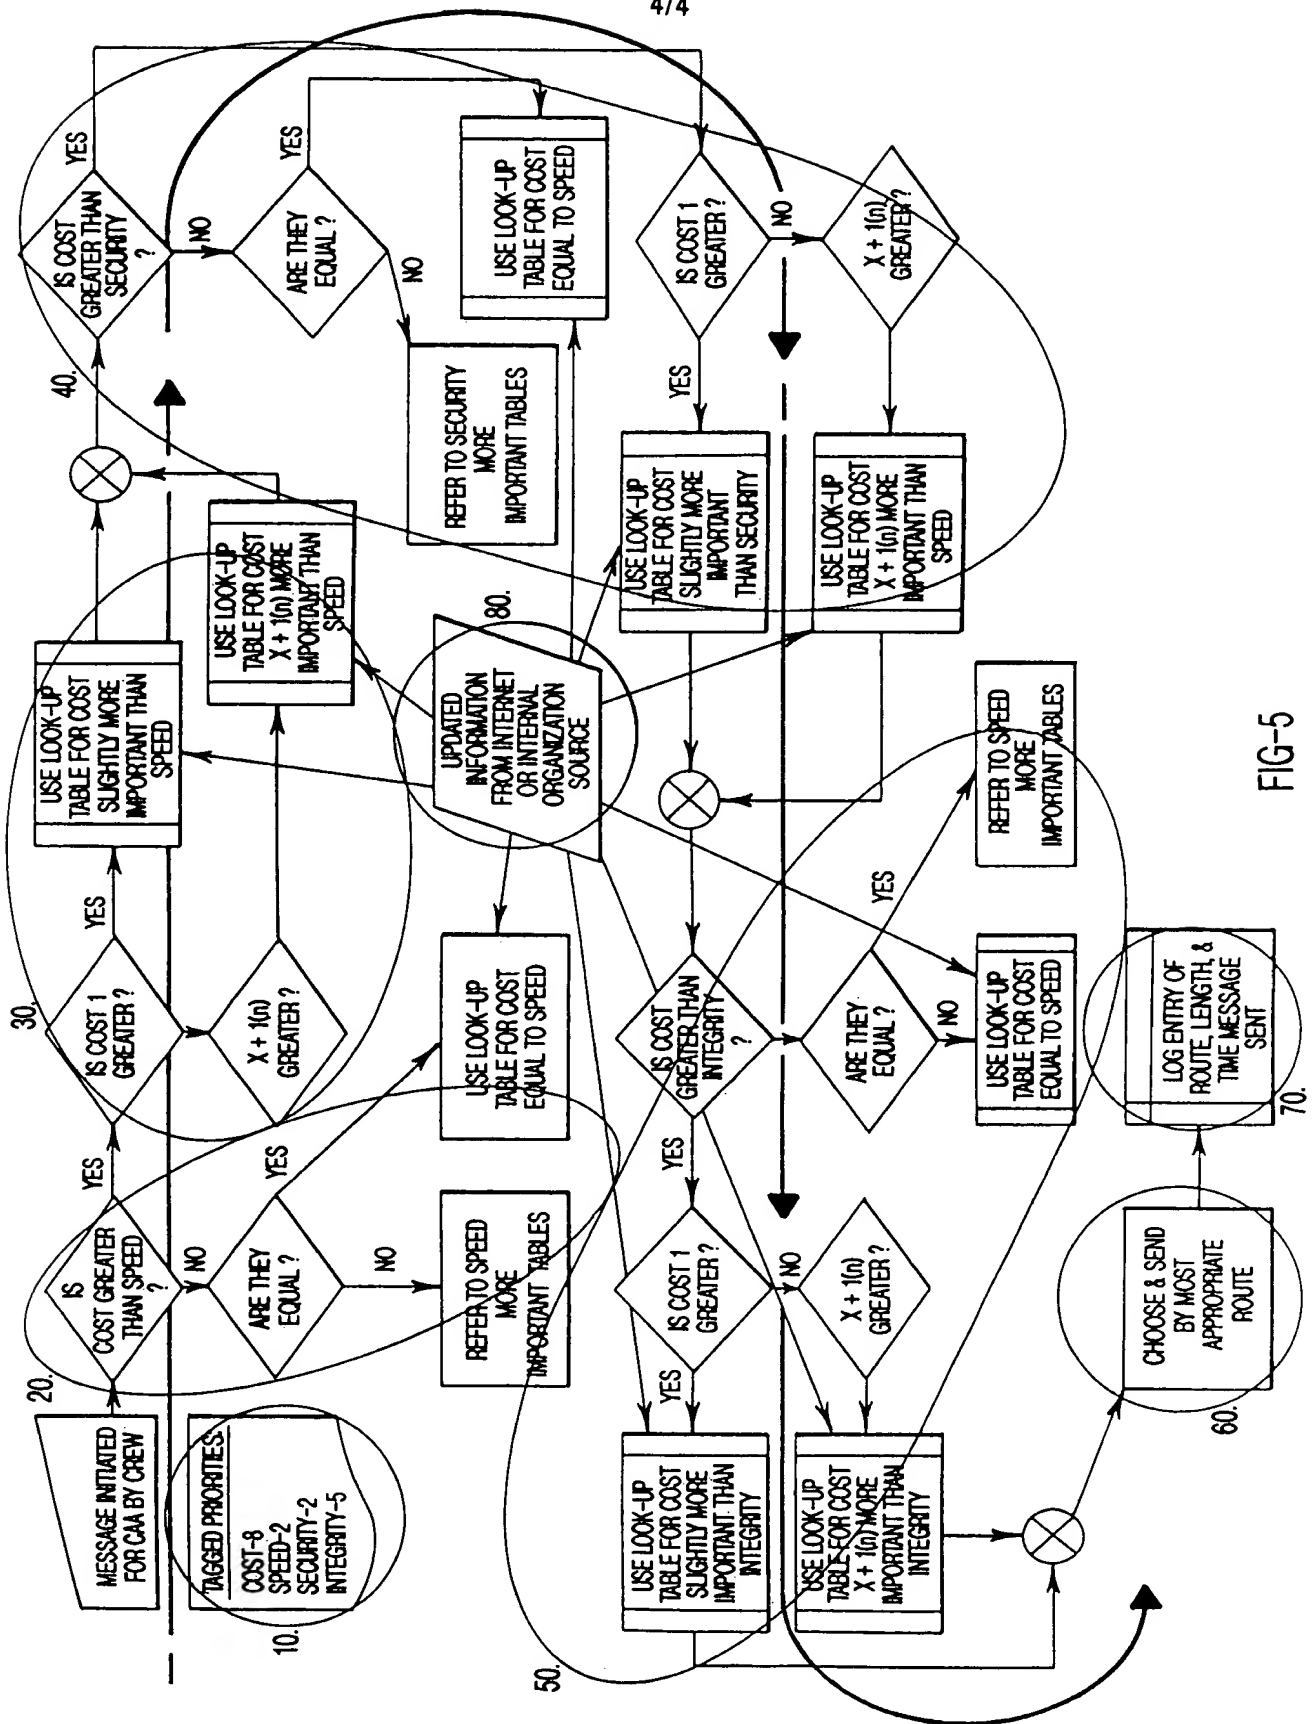 4/4
MESSAGE INITIATED
FOR CAA BY CREW
TAGGED PRIORITIES:
COST-8
SPEED-2
SECURITY-2
INTEGRITY-5
10.
20.
IS
COST GREATER
THAN SPEED
?
YES
NO
ARE THEY
EQUAL ?
YES
NO
REFER TO SPEED
MORE
IMPORTANT TABLES
USE LOOK-UP
TABLE FOR COST
EQUAL TO SPEED
30.
IS COST 1
GREATER ?
YES
X + 1(n)
GREATER ?
USE LOOK-UP
TABLE FOR COST
SLIGHTLY MORE
IMPORTANT THAN
SPEED
USE LOOK-UP
TABLE FOR COST
X + 1(n) MORE
IMPORTANT THAN
SPEED
80.
UPDATED
INFORMATION
FROM INTERNET
OR INTERNAL
ORGANIZATION
SOURCE
40.
IS COST
GREATER THAN
SECURITY
?
YES
NO
ARE THEY
EQUAL ?
YES
NO
REFER TO SECURITY
MORE
IMPORTANT TABLES
USE LOOK-UP
TABLE FOR COST
EQUAL TO SPEED
IS COST 1
GREATER ?
YES
NO
X + 1(n)
GREATER ?
USE LOOK-UP
TABLE FOR COST
SLIGHTLY MORE
IMPORTANT
THAN SECURITY
USE LOOK-UP
TABLE FOR COST
X + 1(n) MORE
IMPORTANT THAN
SPEED
IS COST
GREATER THAN
INTEGRITY
?
YES
ARE THEY
EQUAL ?
YES
NO
REFER TO SPEED
MORE
IMPORTANT TABLES
USE LOOK-UP
TABLE FOR COST
EQUAL TO SPEED
50.
IS COST 1
GREATER ?
YES
NO
X + 1(n)
GREATER ?
USE LOOK-UP
TABLE FOR COST
SLIGHTLY MORE
IMPORTANT THAN
INTEGRITY
USE LOOK-UP
TABLE FOR COST
X + 1(n) MORE
IMPORTANT THAN
INTEGRITY
60.
CHOOSE & SEND
BY MOST
APPROPRIATE
ROUTE
70.
LOG ENTRY OF
ROUTE, LENGTH, &
TIME MESSAGE
SENT
FIG-5